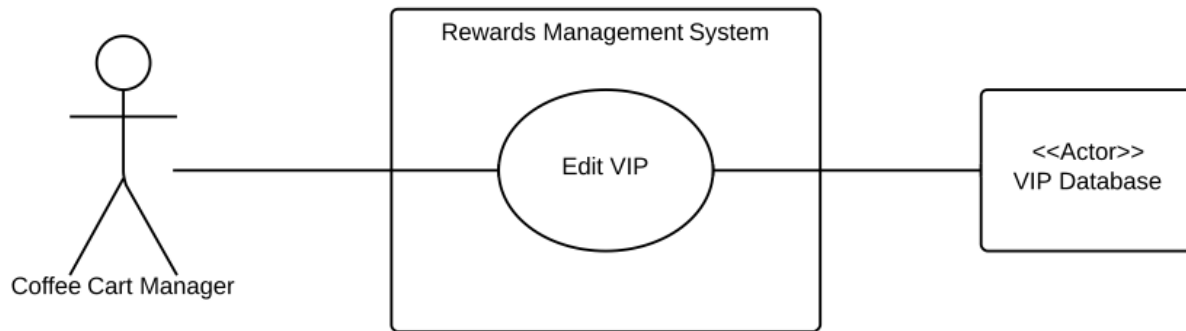 Rewards Management System
Edit VIP
<<Actor>>
VIP Database
Coffee Cart Manager